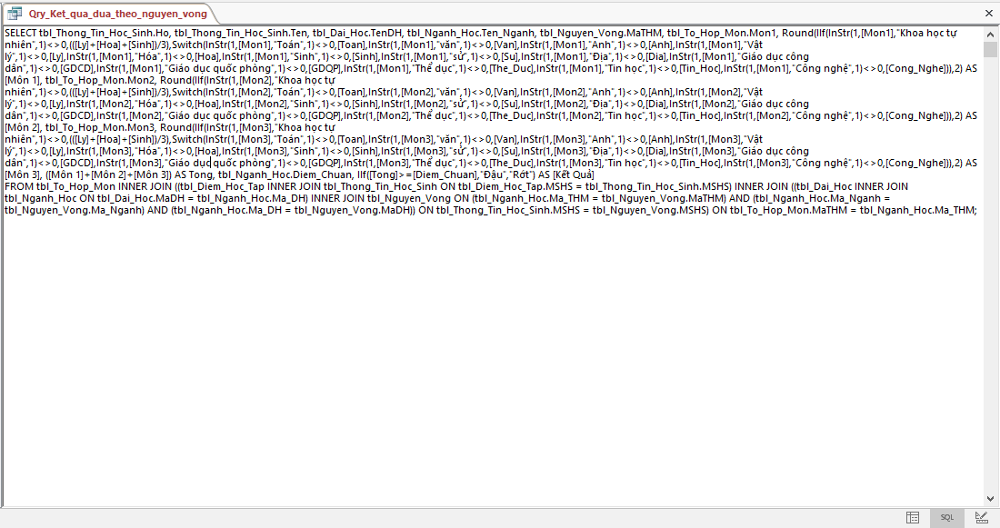 Qry_Ket_qua_dua_theo_nguyen_vong
SELECT tbl_Thong_Tin_Hoc_Sinh.Ho, tbl_Thong_Tin_Hoc_Sinh.Ten, tbl_Dai_Hoc.TenDH, tbl_Nganh_Hoc.Ten_Nganh, tbl_Nguyen_Vong.MaTHM, tbl_To_Hop_Mon.Mon1, Round(IIf(InStr(1,[Mon1],"Khoa học tự
nhiên",1)<>0,(([Ly]+[Hoa]+[Sinh])/3),Switch(InStr(1,[Mon1],"Toán",1)<>0,[Toan],InStr(1,[Mon1],"văn",1)<>0,[Van],InStr(1,[Mon1],"Anh",1)<>0,[Anh],InStr(1,[Mon1],"Vật
lý",1)<>0,[Ly],InStr(1,[Mon1],"Hóa",1)<>0,[Hoa],InStr(1,[Mon1],"Sinh",1)<>0,[Sinh],InStr(1,[Mon1],"sử",1)<>0,[Su],InStr(1,[Mon1],"Địa",1)<>0,[Dia],InStr(1,[Mon1],"Giáo dục công
dân",1)<>0,[GDCD],InStr(1,[Mon1],"Giáo dục quốc phòng",1)<>0,[GDQP],InStr(1,[Mon1],"Thể dục",1)<>0,[The_Duc],InStr(1,[Mon1],"Tin học",1)<>0,[Tin_Hoc],InStr(1,[Mon1],"Công nghệ",1)<>0,[Cong_Nghe])),2) AS
[Môn 1], tbl_To_Hop_Mon.Mon2, Round(IIf(InStr(1,[Mon2],"Khoa học tự
nhiên",1)<>0,(([Ly]+[Hoa]+[Sinh])/3),Switch(InStr(1,[Mon2],"Toán",1)<>0,[Toan],InStr(1,[Mon2],"văn",1)<>0,[Van],InStr(1,[Mon2],"Anh",1)<>0,[Anh],InStr(1,[Mon2],"Vật
lý",1)<>0,[Ly],InStr(1,[Mon2],"Hóa",1)<>0,[Hoa],InStr(1,[Mon2],"Sinh",1)<>0,[Sinh],InStr(1,[Mon2],"sử",1)<>0,[Su],InStr(1,[Mon2],"Địa",1)<>0,[Dia],InStr(1,[Mon2],"Giáo dục công
dân",1)<>0,[GDCD],InStr(1,[Mon2],"Giáo dục quốc phòng",1)<>0,[GDQP],InStr(1,[Mon2],"Thể dục",1)<>0,[The_Duc],InStr(1,[Mon2],"Tin học",1)<>0,[Tin_Hoc],InStr(1,[Mon2],"Công nghệ",1)<>0,[Cong_Nghe])),2) AS
[Môn 2], tbl_To_Hop_Mon.Mon3, Round(IIf(InStr(1,[Mon3],"Khoa học tự
nhiên",1)<>0,(([Ly]+[Hoa]+[Sinh])/3),Switch(InStr(1,[Mon3],"Toán",1)<>0,[Toan],InStr(1,[Mon3],"văn",1)<>0,[Van],InStr(1,[Mon3],"Anh",1)<>0,[Anh],InStr(1,[Mon3],"Vật
lý",1)<>0,[Ly],InStr(1,[Mon3],"Hóa",1)<>0,[Hoa],InStr(1,[Mon3],"Sinh",1)<>0,[Sinh],InStr(1,[Mon3],"sử",1)<>0,[Su],InStr(1,[Mon3],"Địa",1)<>0,[Dia],InStr(1,[Mon3],"Giáo dục công
dân",1)<>0,[GDCD],InStr(1,[Mon3],"Giáo dục quốc phòng",1)<>0,[GDQP],InStr(1,[Mon3],"Thể dục",1)<>0,[The_Duc],InStr(1,[Mon3],"Tin học",1)<>0,[Tin_Hoc],InStr(1,[Mon3],"Công nghệ",1)<>0,[Cong_Nghe])),2) AS
[Môn 3], ([Môn 1]+[Môn 2]+[Môn 3]) AS Tong, tbl_Nganh_Hoc.Diem_Chuan, IIf([Tong]>=[Diem_Chuan],"Đậu","Rớt") AS [Kết Quả]
FROM tbl_To_Hop_Mon INNER JOIN ((tbl_Diem_Hoc_Tap INNER JOIN tbl_Thong_Tin_Hoc_Sinh ON tbl_Diem_Hoc_Tap.MSHS = tbl_Thong_Tin_Hoc_Sinh.MSHS) INNER JOIN ((tbl_Dai_Hoc INNER JOIN
tbl_Nganh_Hoc ON tbl_Dai_Hoc.MaDH = tbl_Nganh_Hoc.Ma_DH) INNER JOIN tbl_Nguyen_Vong ON (tbl_Nganh_Hoc.Ma_THM = tbl_Nguyen_Vong.MaTHM) AND (tbl_Nganh_Hoc.Ma_Nganh =
tbl_Nguyen_Vong.Ma_Nganh) AND (tbl_Nganh_Hoc.Ma_DH = tbl_Nguyen_Vong.MaDH)) ON tbl_Thong_Tin_Hoc_Sinh.MSHS = tbl_Nguyen_Vong.MSHS) ON tbl_To_Hop_Mon.MaTHM = tbl_Nganh_Hoc.Ma_THM;
SQL